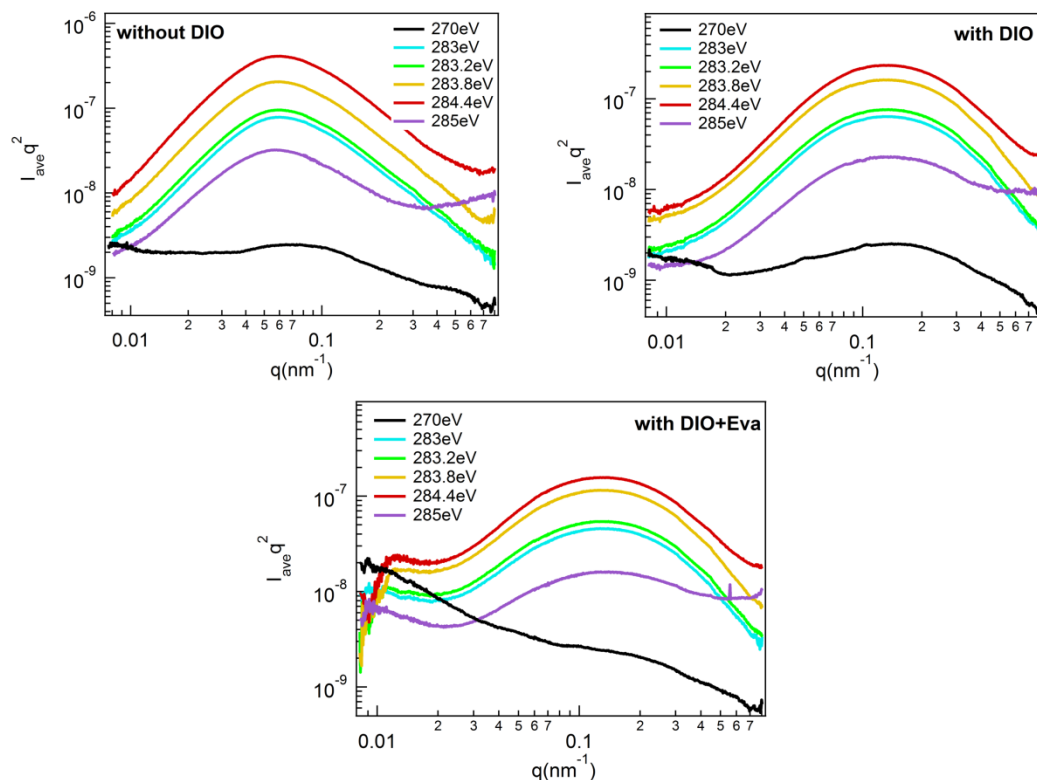 without DIO
270eV
283eV
283.2eV
283.8eV
284.4eV
285eV
10^-6
10^-7
10^-8
10^-9
I_ave q^2
0.01
2
3
4
5 6 7
0.1
2
3
4
5 6 7
q(nm^-1)
with DIO
270eV
283eV
283.2eV
283.8eV
284.4eV
285eV
10^-7
10^-8
10^-9
I_ave q^2
0.01
2
3
4
5 6 7
0.1
2
3
4
5 6 7
q(nm^-1)
with DIO+Eva
270eV
283eV
283.2eV
283.8eV
284.4eV
285eV
10^-7
10^-8
10^-9
I_ave q^2
0.01
2
3
4
5 6 7
0.1
2
3
4
5 6 7
q(nm^-1)